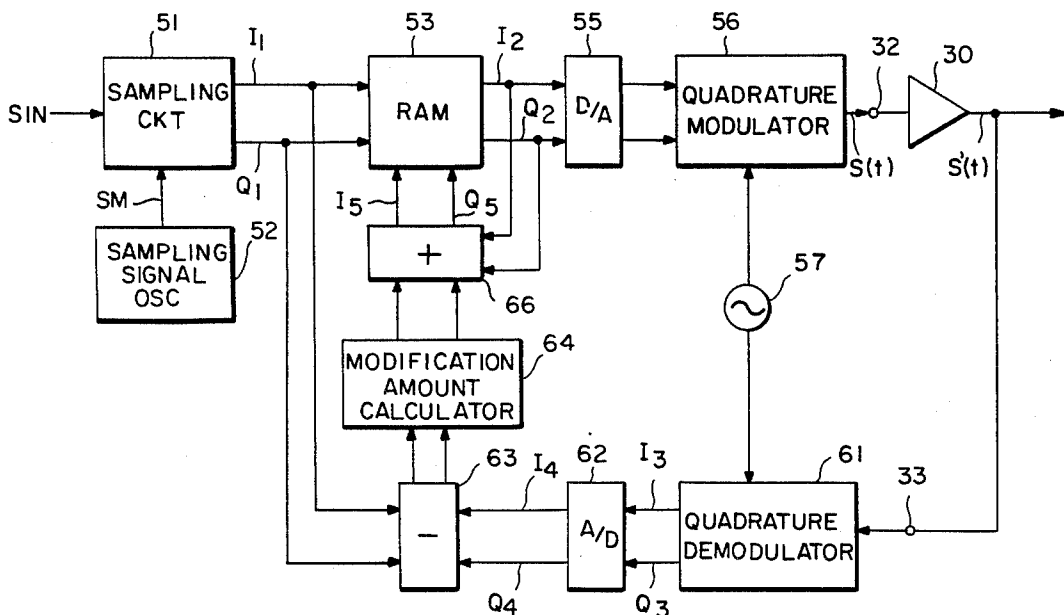 51
I1
53
I2
55
56
32
30
SIN
SAMPLING
CKT
RAM
Q2
D/A
QUADRATURE
MODULATOR
S(t)
S'(t)
Q1
SM
I5
Q5
52
SAMPLING
SIGNAL
OSC
+
66
57
64
MODIFICATION
AMOUNT
CALCULATOR
63
I4
62
I3
61
33
−
A/D
QUADRATURE
DEMODULATOR
Q4
Q3